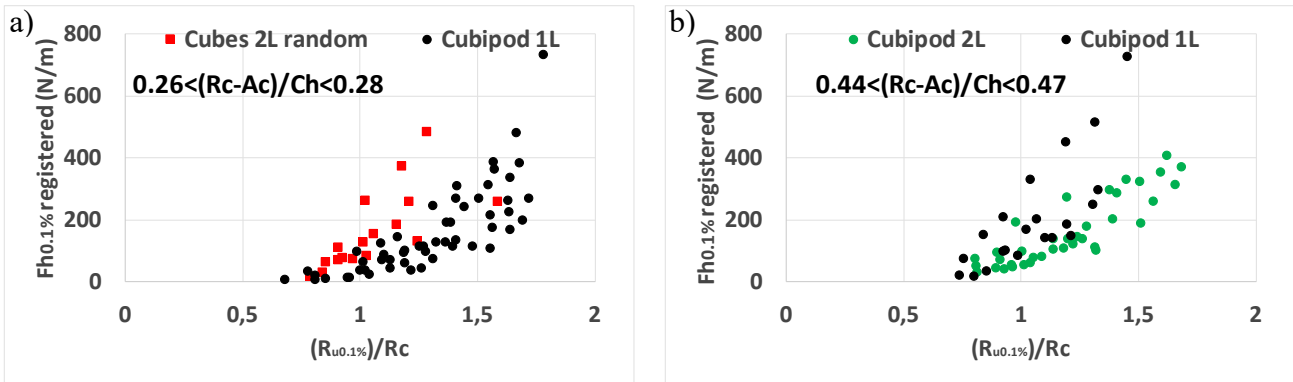 a)
Fh0.1% registered (N/m)
800
600
400
200
0
Cubes 2L random
Cubipod 1L
0.26<(Rc-Ac)/Ch<0.28
0
0,5
1
1,5
2
(Ru0.1%)/Rc
b)
Fh0.1% registered (N/m)
800
600
400
200
0
Cubipod 2L
Cubipod 1L
0.44<(Rc-Ac)/Ch<0.47
0
0,5
1
1,5
2
(Ru0.1%)/Rc